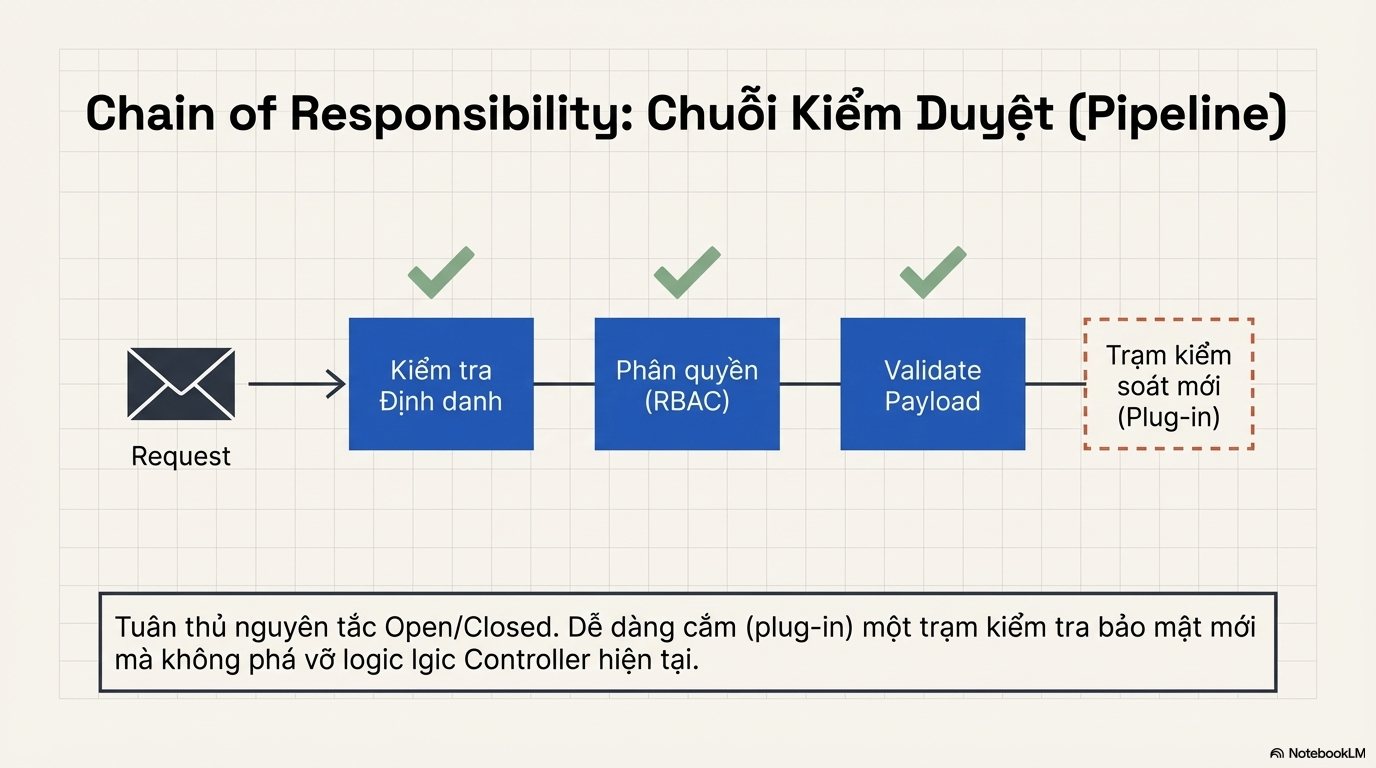 Chain of Responsibility: Chuỗi Kiểm Duyệt (Pipeline)
Request
Kiểm tra
Định danh
Phân quyền
(RBAC)
Validate
Payload
Trạm kiểm
soát mới
(Plug-in)
Tuân thủ nguyên tắc Open/Closed. Dễ dàng cắm (plug-in) một trạm kiểm tra bảo mật mới
mà không phá vỡ logic lgic Controller hiện tại.
NotebookLM